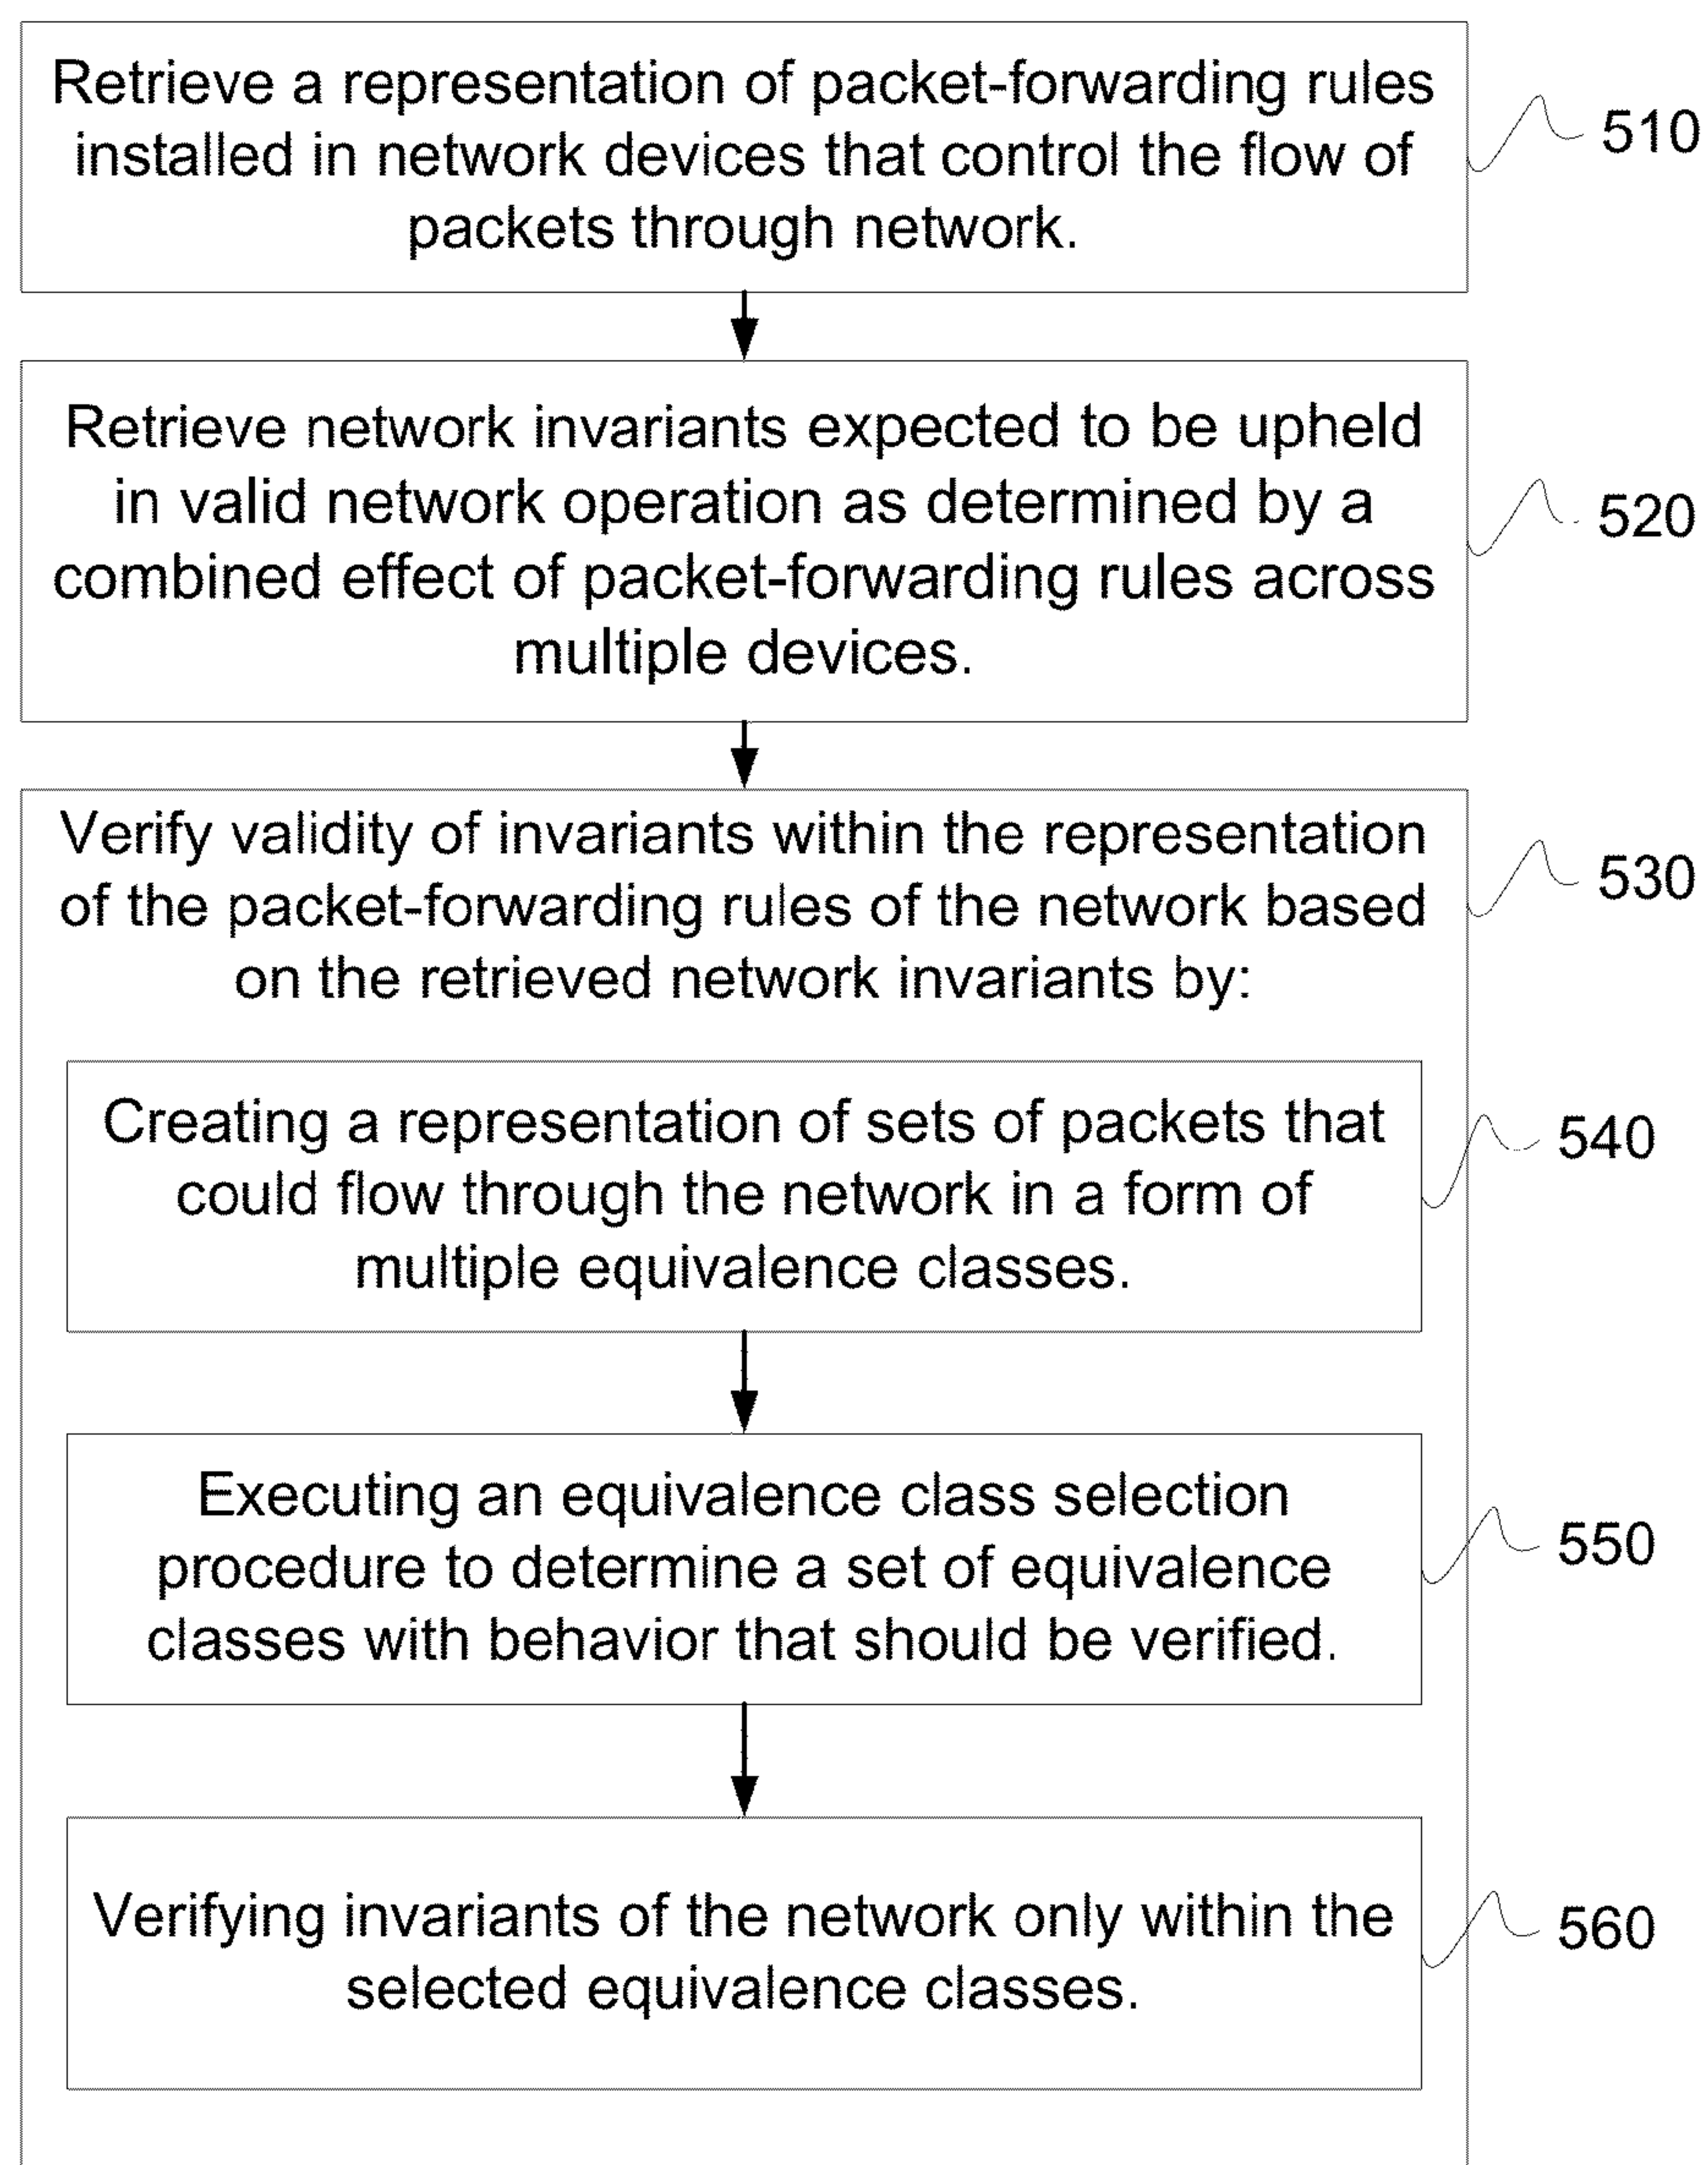 Retrieve a representation of packet-forwarding rules
installed in network devices that control the flow of
packets through network.
510
Retrieve network invariants expected to be upheld
in valid network operation as determined by a
combined effect of packet-forwarding rules across
multiple devices.
520
Verify validity of invariants within the representation
of the packet-forwarding rules of the network based
on the retrieved network invariants by:
530
Creating a representation of sets of packets that
could flow through the network in a form of
multiple equivalence classes.
540
Executing an equivalence class selection
procedure to determine a set of equivalence
classes with behavior that should be verified.
550
Verifying invariants of the network only within the
selected equivalence classes.
560